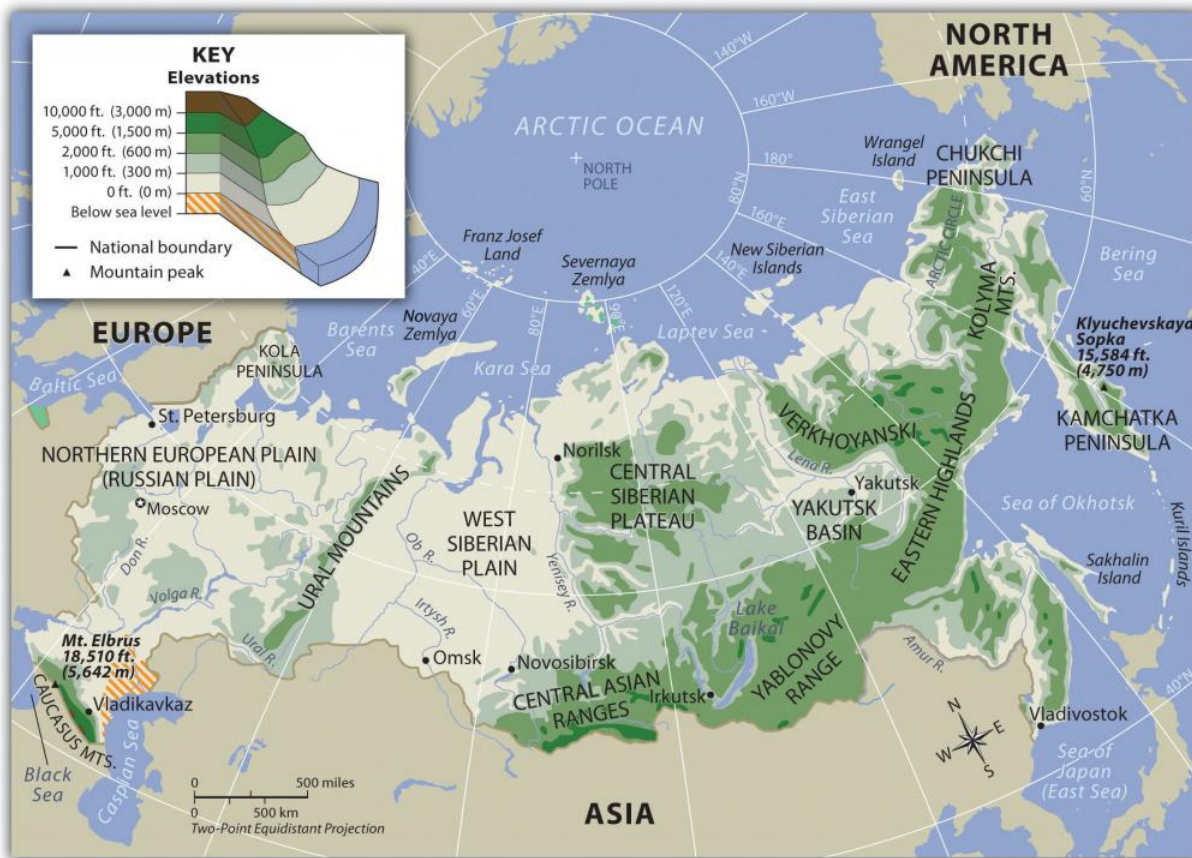 KEY
Elevations
10,000 ft. (3,000 m)
5,000 ft. (1,500 m)
2,000 ft. (600 m)
1,000 ft. (300 m)
0 ft. (0 m)
Below sea level
National boundary
Mountain peak
NORTH
AMERICA
140°W
160°W
180°
160°E
140°E
120°E
90°E
80°E
60°E
40°E
80°N
60°N
40°N
ARCTIC OCEAN
NORTH
POLE
Wrangel
Island
CHUKCHI
PENINSULA
East
Siberian
Sea
ARCTIC CIRCLE
Bering
Sea
Franz Josef
Land
Severnaya
Zemlya
New Siberian
Islands
Novaya
Zemlya
Laptev Sea
Kara Sea
Barents
Sea
EUROPE
Baltic Sea
KOLA
PENINSULA
KOLYMA
MTS.
Klyuchevskaya
Sopka
15,584 ft.
(4,750 m)
KAMCHATKA
PENINSULA
St. Petersburg
NORTHERN EUROPEAN PLAIN
(RUSSIAN PLAIN)
Moscow
URAL MOUNTAINS
Ob R.
WEST
SIBERIAN
PLAIN
Norilsk
CENTRAL
SIBERIAN
PLATEAU
VERKHOYANSKI
Lena R.
Yakutsk
YAKUTSK
BASIN
EASTERN HIGHLANDS
Sea of Okhotsk
Kuril Islands
Sakhalin
Island
Don R.
Volga R.
Ural R.
Irtysh R.
Yenisey R.
Lake
Baikal
Amur R.
Mt. Elbrus
18,510 ft.
(5,642 m)
Omsk
Novosibirsk
CENTRAL ASIAN
RANGES
Irkutsk
YABLONOVY
RANGE
Vladikavkaz
CAUCASUS MTS.
Black
Sea
Caspian Sea
N
W E
S
Vladivostok
Sea of
Japan
(East Sea)
0 500 miles
0 500 km
Two-Point Equidistant Projection
ASIA